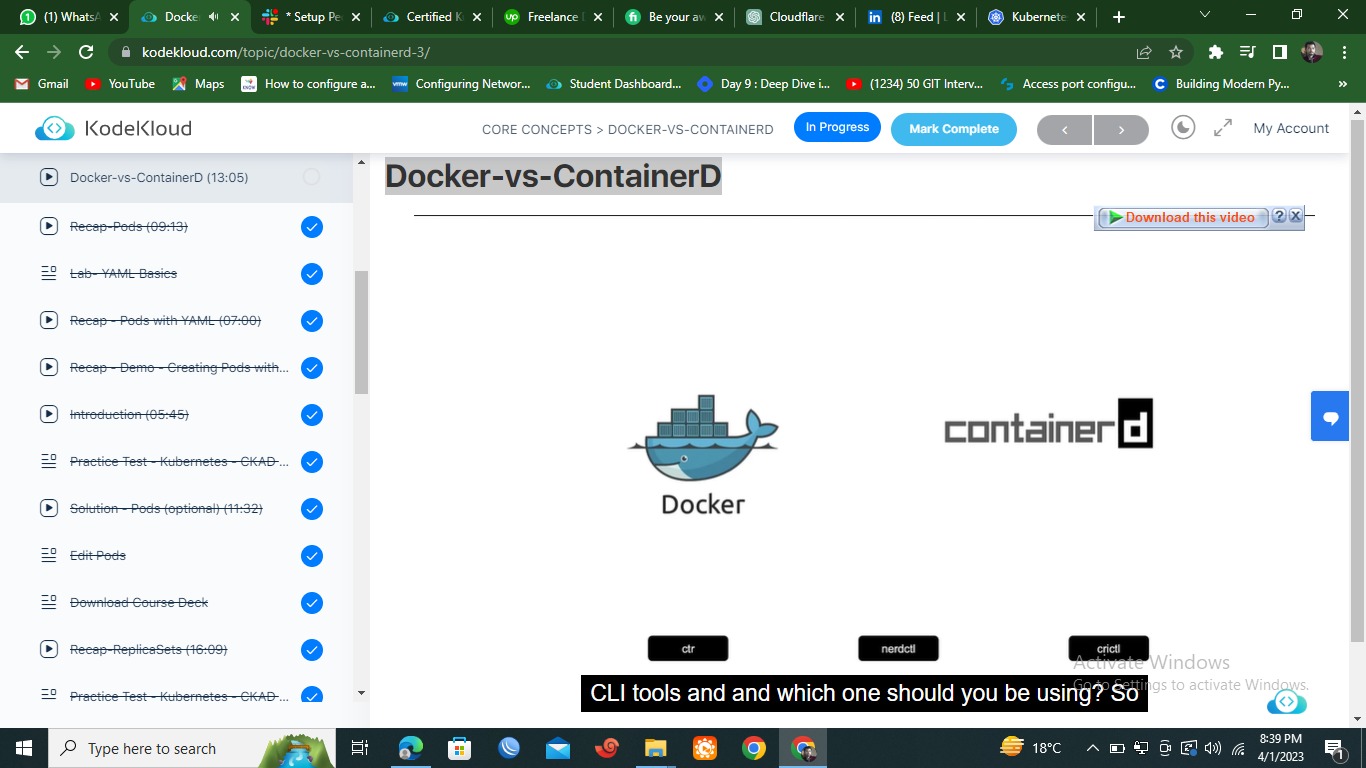 (1) WhatsA
Docke
* Setup Pe
Certified K
Freelance
Be your aw
Cloudflare
(8) Feed | L
Kubernete
kodekloud.com/topic/docker-vs-containerd-3/
Gmail
YouTube
Maps
How to configure a...
Configuring Networ...
Student Dashboard...
Day 9 : Deep Dive i...
(1234) 50 GIT Interv...
Access port configu...
Building Modern Py...
»
KodeKloud
CORE CONCEPTS > DOCKER-VS-CONTAINERD
In Progress
Mark Complete
My Account
Docker-vs-ContainerD (13:05)
Recap-Pods (09:13)
Lab- YAML Basics
Recap - Pods with YAML (07:00)
Recap - Demo - Creating Pods with...
Introduction (05:45)
Practice Test - Kubernetes - CKAD ...
Solution - Pods (optional) (11:32)
Edit Pods
Download Course Deck
Recap-ReplicaSets (16:09)
Practice Test - Kubernetes - CKAD ...
Docker-vs-ContainerD
Download this video
Docker
containerd
ctr
nerdctl
crictl
CLI tools and and which one should you be using? So
Activate Windows
Go to Settings to activate Windows.
Type here to search
18°C
8:39 PM
4/1/2023
1